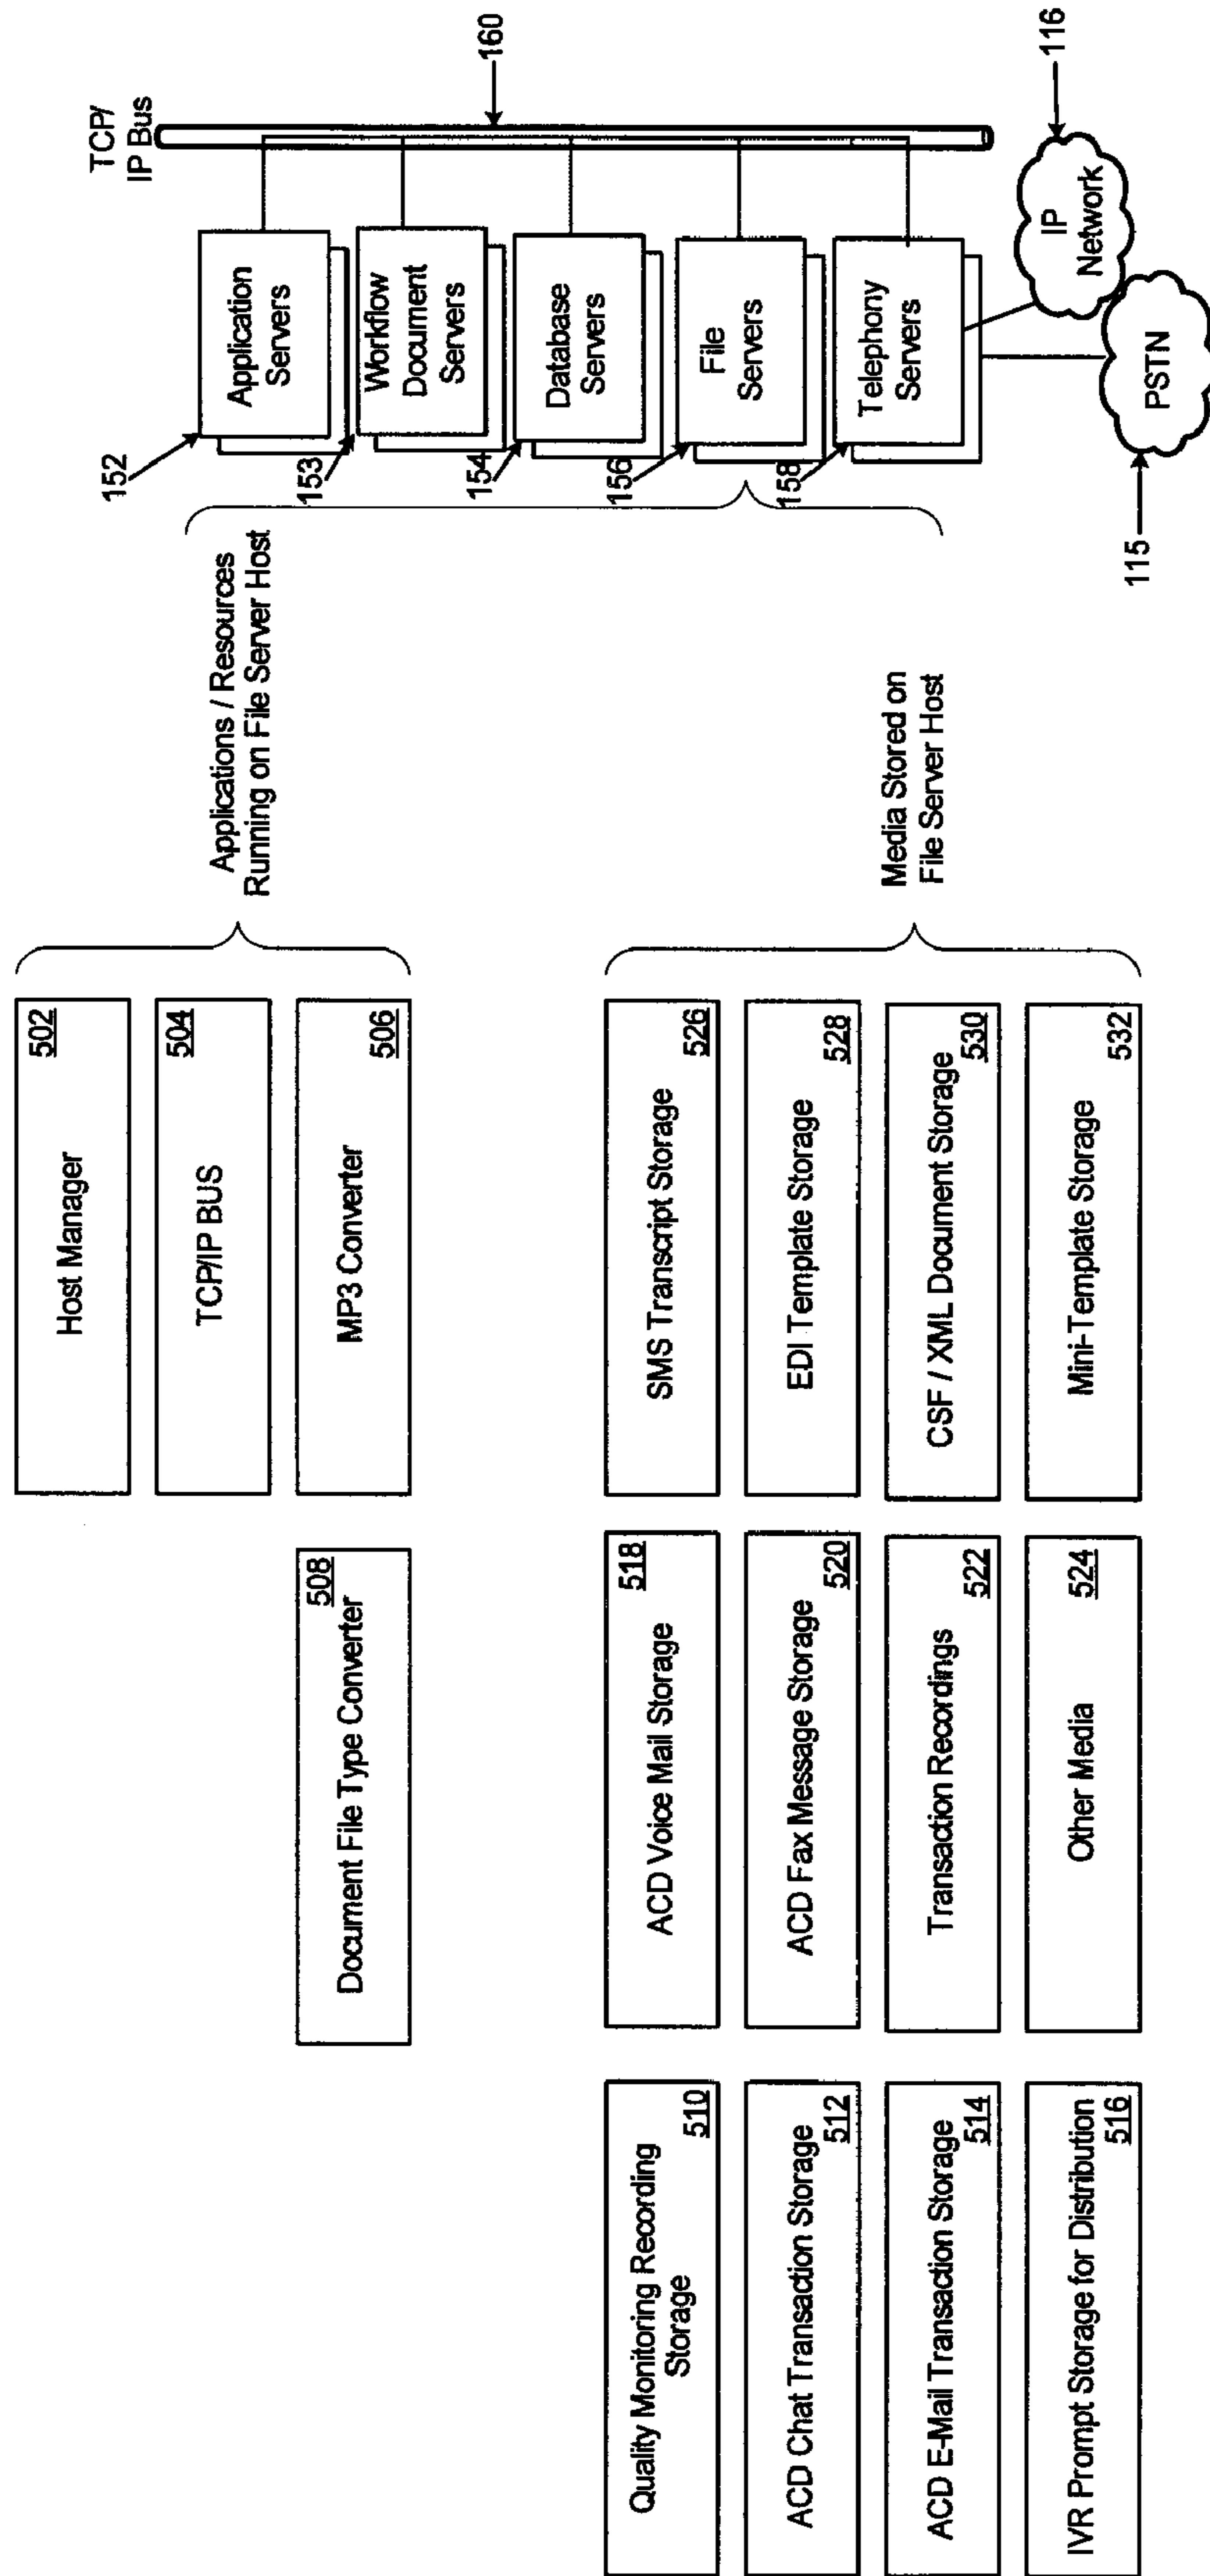 Host Manager
502
TCP/IP BUS
504
MP3 Converter
506
Document File Type Converter
508
Applications / Resources
Running on File Server Host
Quality Monitoring Recording
Storage
510
ACD Voice Mail Storage
518
SMS Transcript Storage
526
ACD Chat Transaction Storage
512
ACD Fax Message Storage
520
EDI Template Storage
528
ACD E-Mail Transaction Storage
514
Transaction Recordings
522
CSF / XML Document Storage
530
IVR Prompt Storage for Distribution
516
Other Media
524
Mini-Template Storage
532
Media Stored on
File Server Host
TCP/
IP Bus
160
152
Application
Servers
153
Workflow
Document
Servers
154
Database
Servers
156
File
Servers
158
Telephony
Servers
IP
Network
116
PSTN
115